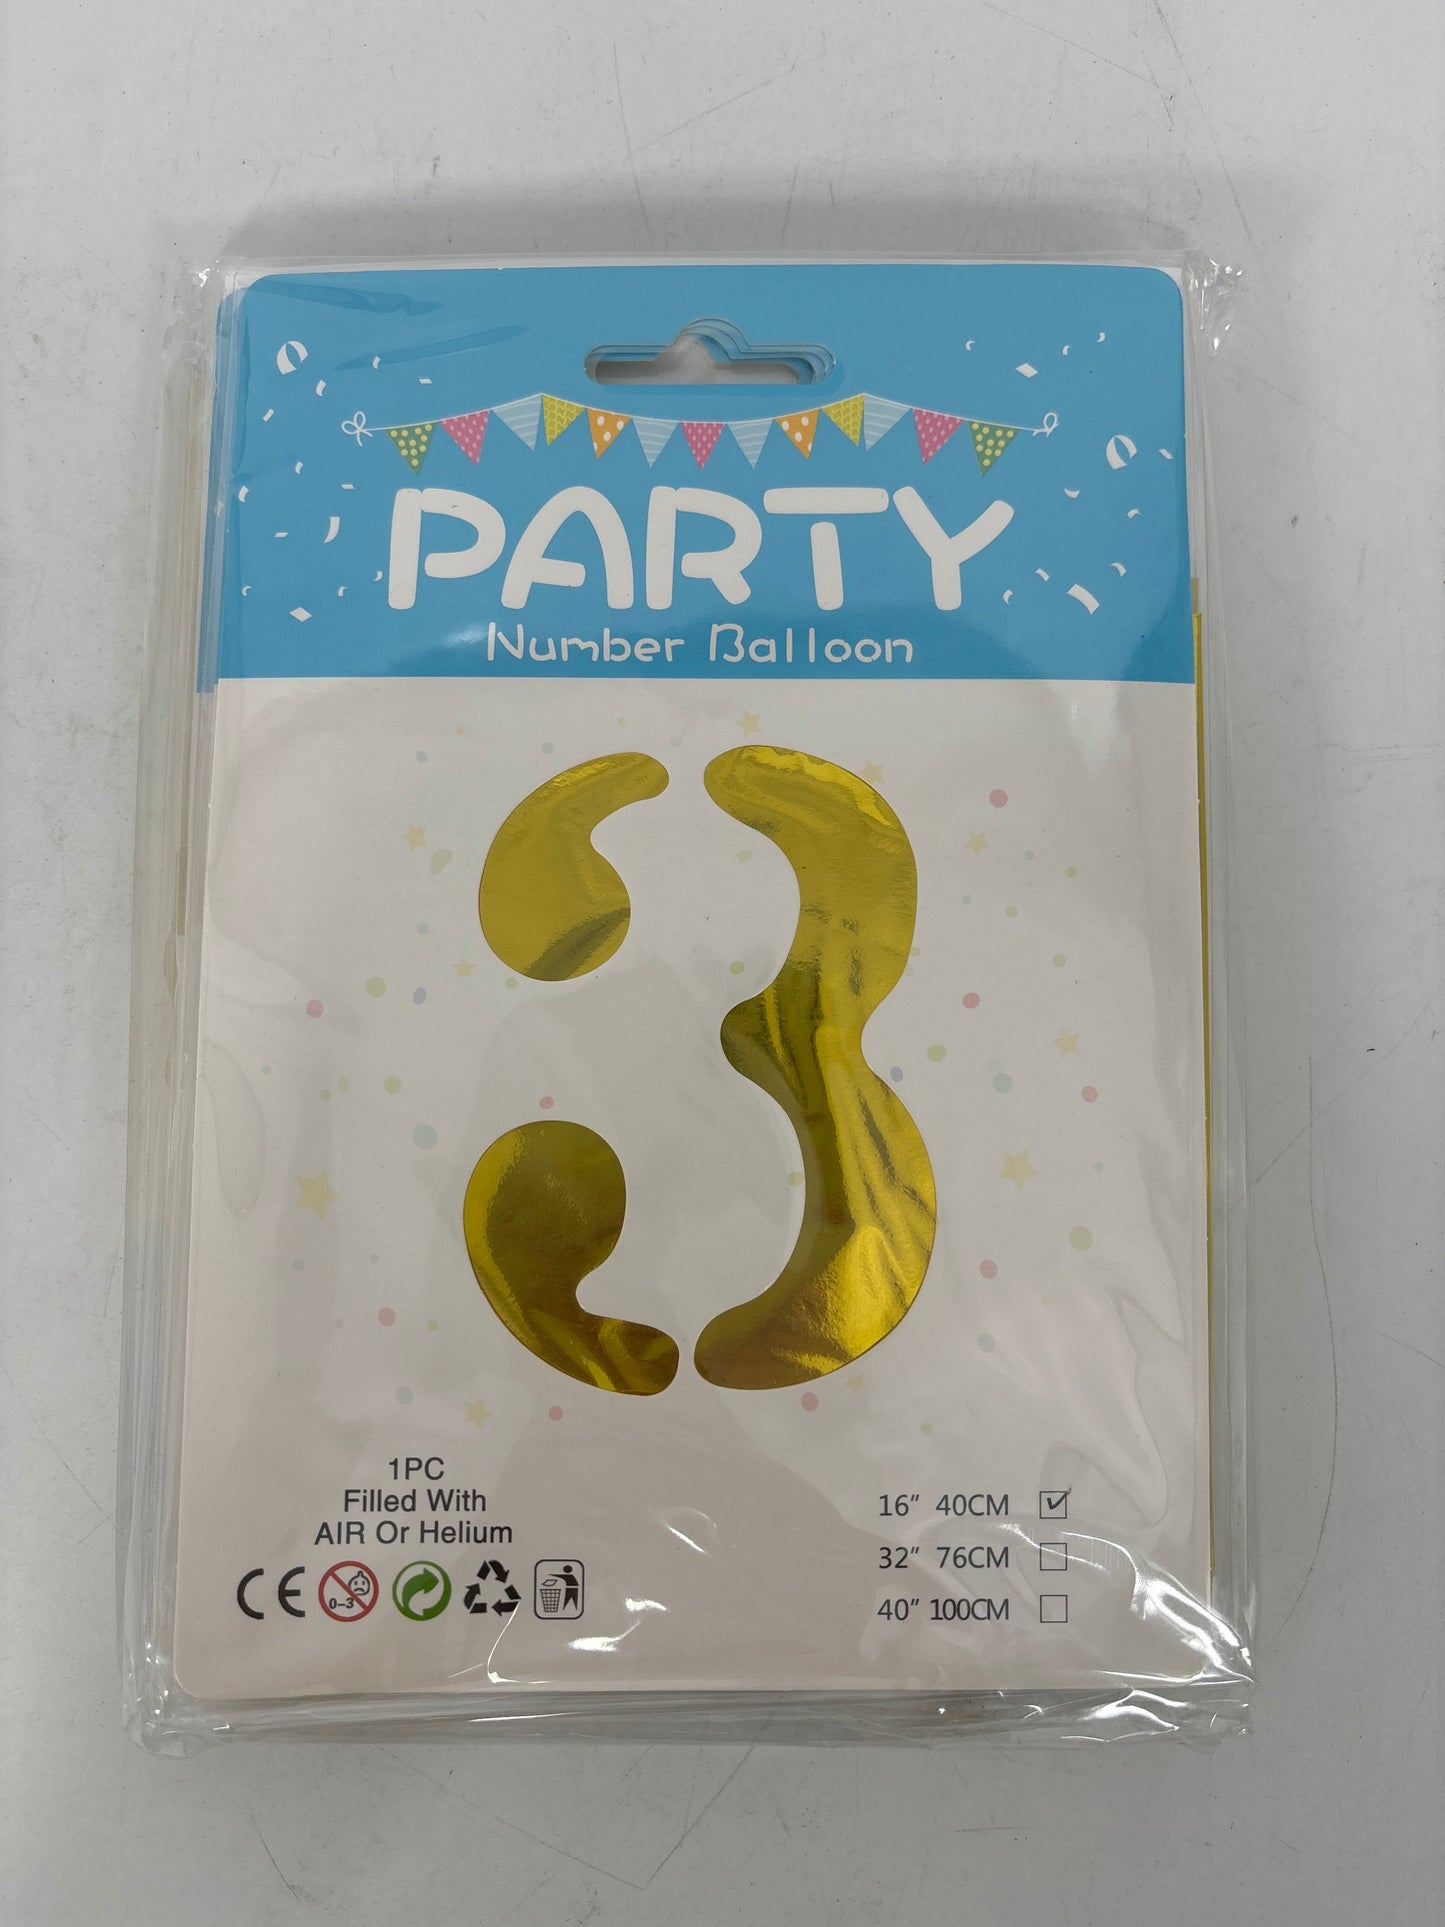 PARTY
Number Balloon
3
1PC
Filled With
AIR Or Helium
CE
0-3
16" 40CM
32" 76CM
40" 100CM